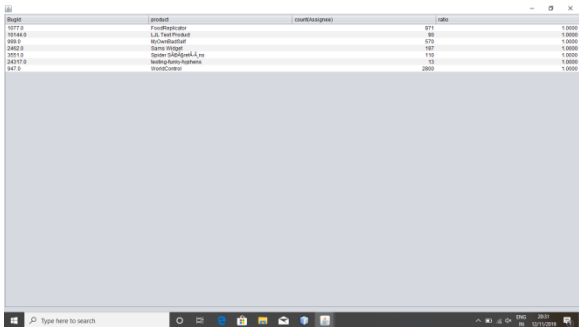 BugId product count(Assignee) ratio
1077.0 FoodReplicator 871 1.0000
10144.0 LJL Test Product 90 1.0000
988.0 MyOwnBadSelf 570 1.0000
2462.0 Sams Widget 197 1.0000
3551.0 Spider 110 1.0000
24317.0 testing-funky-hyphens 13 1.0000
947.0 WorldControl 2800 1.0000
Type here to search
ENG 20:31
IN 12/11/2018